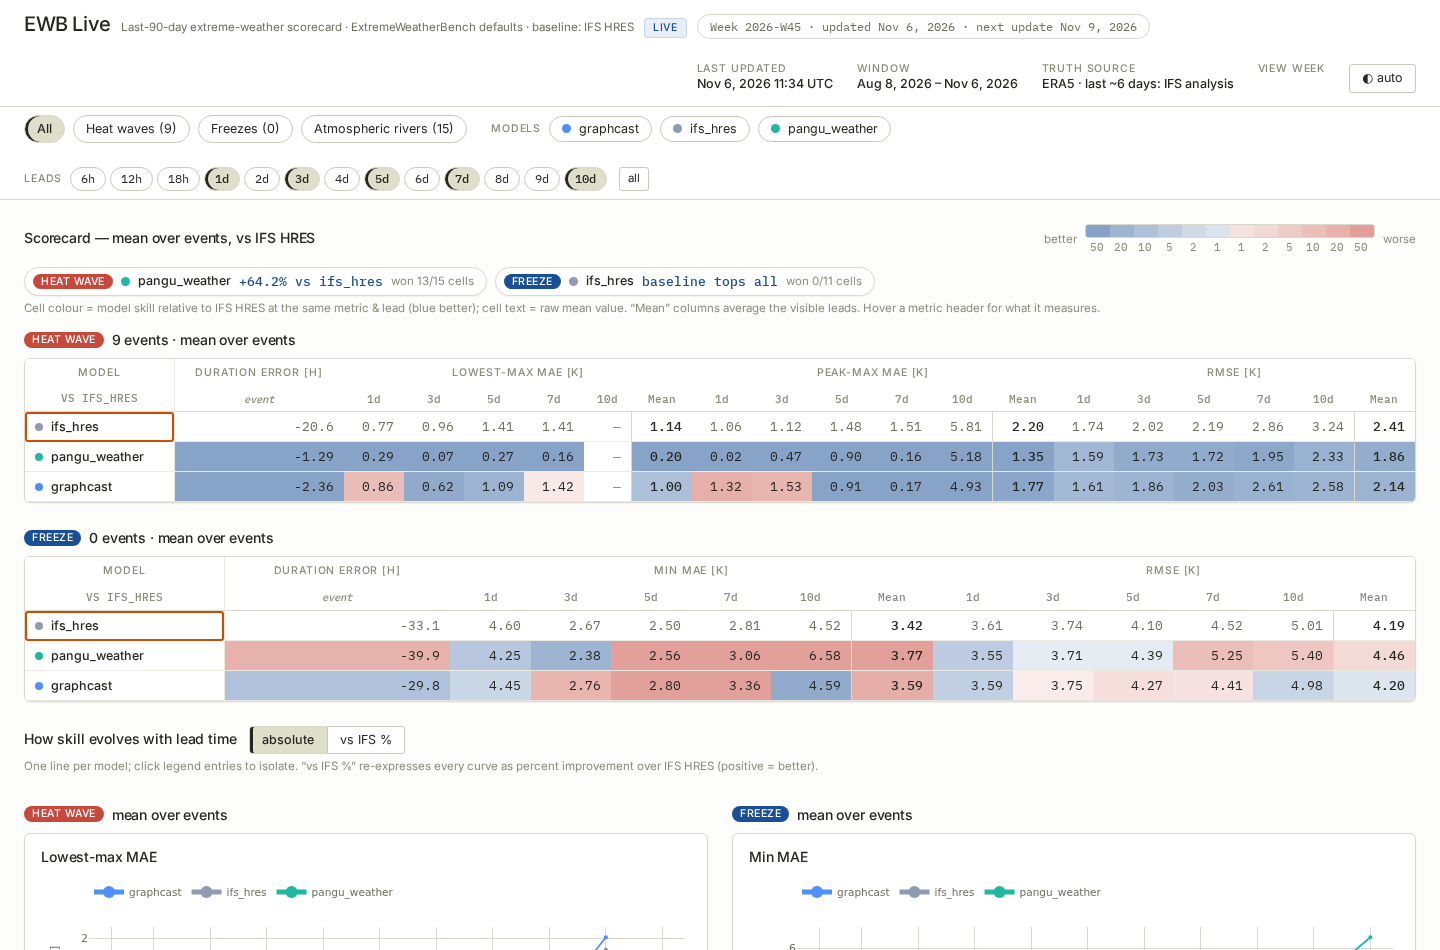 EWB Live Last-90-day extreme-weather scorecard · ExtremeWeatherBench defaults · baseline: IFS HRES LIVE Week 2026-W45 · updated Nov 6, 2026 · next update Nov 9, 2026
LAST UPDATED WINDOW TRUTH SOURCE VIEW WEEK
Nov 6, 2026 11:34 UTC Aug 8, 2026 – Nov 6, 2026 ERA5 · last ~6 days: IFS analysis ◐ auto
All Heat waves (9) Freezes (0) Atmospheric rivers (15) MODELS graphcast ifs_hres pangu_weather
LEADS 6h 12h 18h 1d 2d 3d 4d 5d 6d 7d 8d 9d 10d all
Scorecard — mean over events, vs IFS HRES
better worse
50 20 10 5 2 1 1 2 5 10 20 50
HEAT WAVE pangu_weather +64.2% vs ifs_hres won 13/15 cells FREEZE ifs_hres baseline tops all won 0/11 cells
Cell colour = model skill relative to IFS HRES at the same metric & lead (blue better); cell text = raw mean value. “Mean” columns average the visible leads. Hover a metric header for what it measures.
HEAT WAVE 9 events · mean over events
MODEL DURATION ERROR [H] LOWEST-MAX MAE [K] PEAK-MAX MAE [K] RMSE [K]
VS IFS_HRES event 1d 3d 5d 7d 10d Mean 1d 3d 5d 7d 10d Mean 1d 3d 5d 7d 10d Mean
ifs_hres -20.6 0.77 0.96 1.41 1.41 — 1.14 1.06 1.12 1.48 1.51 5.81 2.20 1.74 2.02 2.19 2.86 3.24 2.41
pangu_weather -1.29 0.29 0.07 0.27 0.16 — 0.20 0.02 0.47 0.90 0.16 5.18 1.35 1.59 1.73 1.72 1.95 2.33 1.86
graphcast -2.36 0.86 0.62 1.09 1.42 — 1.00 1.32 1.53 0.91 0.17 4.93 1.77 1.61 1.86 2.03 2.61 2.58 2.14
FREEZE 0 events · mean over events
MODEL DURATION ERROR [H] MIN MAE [K] RMSE [K]
VS IFS_HRES event 1d 3d 5d 7d 10d Mean 1d 3d 5d 7d 10d Mean
ifs_hres -33.1 4.60 2.67 2.50 2.81 4.52 3.42 3.61 3.74 4.10 4.52 5.01 4.19
pangu_weather -39.9 4.25 2.38 2.56 3.06 6.58 3.77 3.55 3.71 4.39 5.25 5.40 4.46
graphcast -29.8 4.45 2.76 2.80 3.36 4.59 3.59 3.59 3.75 4.27 4.41 4.98 4.20
How skill evolves with lead time absolute vs IFS %
One line per model; click legend entries to isolate. “vs IFS %” re-expresses every curve as percent improvement over IFS HRES (positive = better).
HEAT WAVE mean over events
Lowest-max MAE
graphcast ifs_hres pangu_weather
2
FREEZE mean over events
Min MAE
graphcast ifs_hres pangu_weather
6